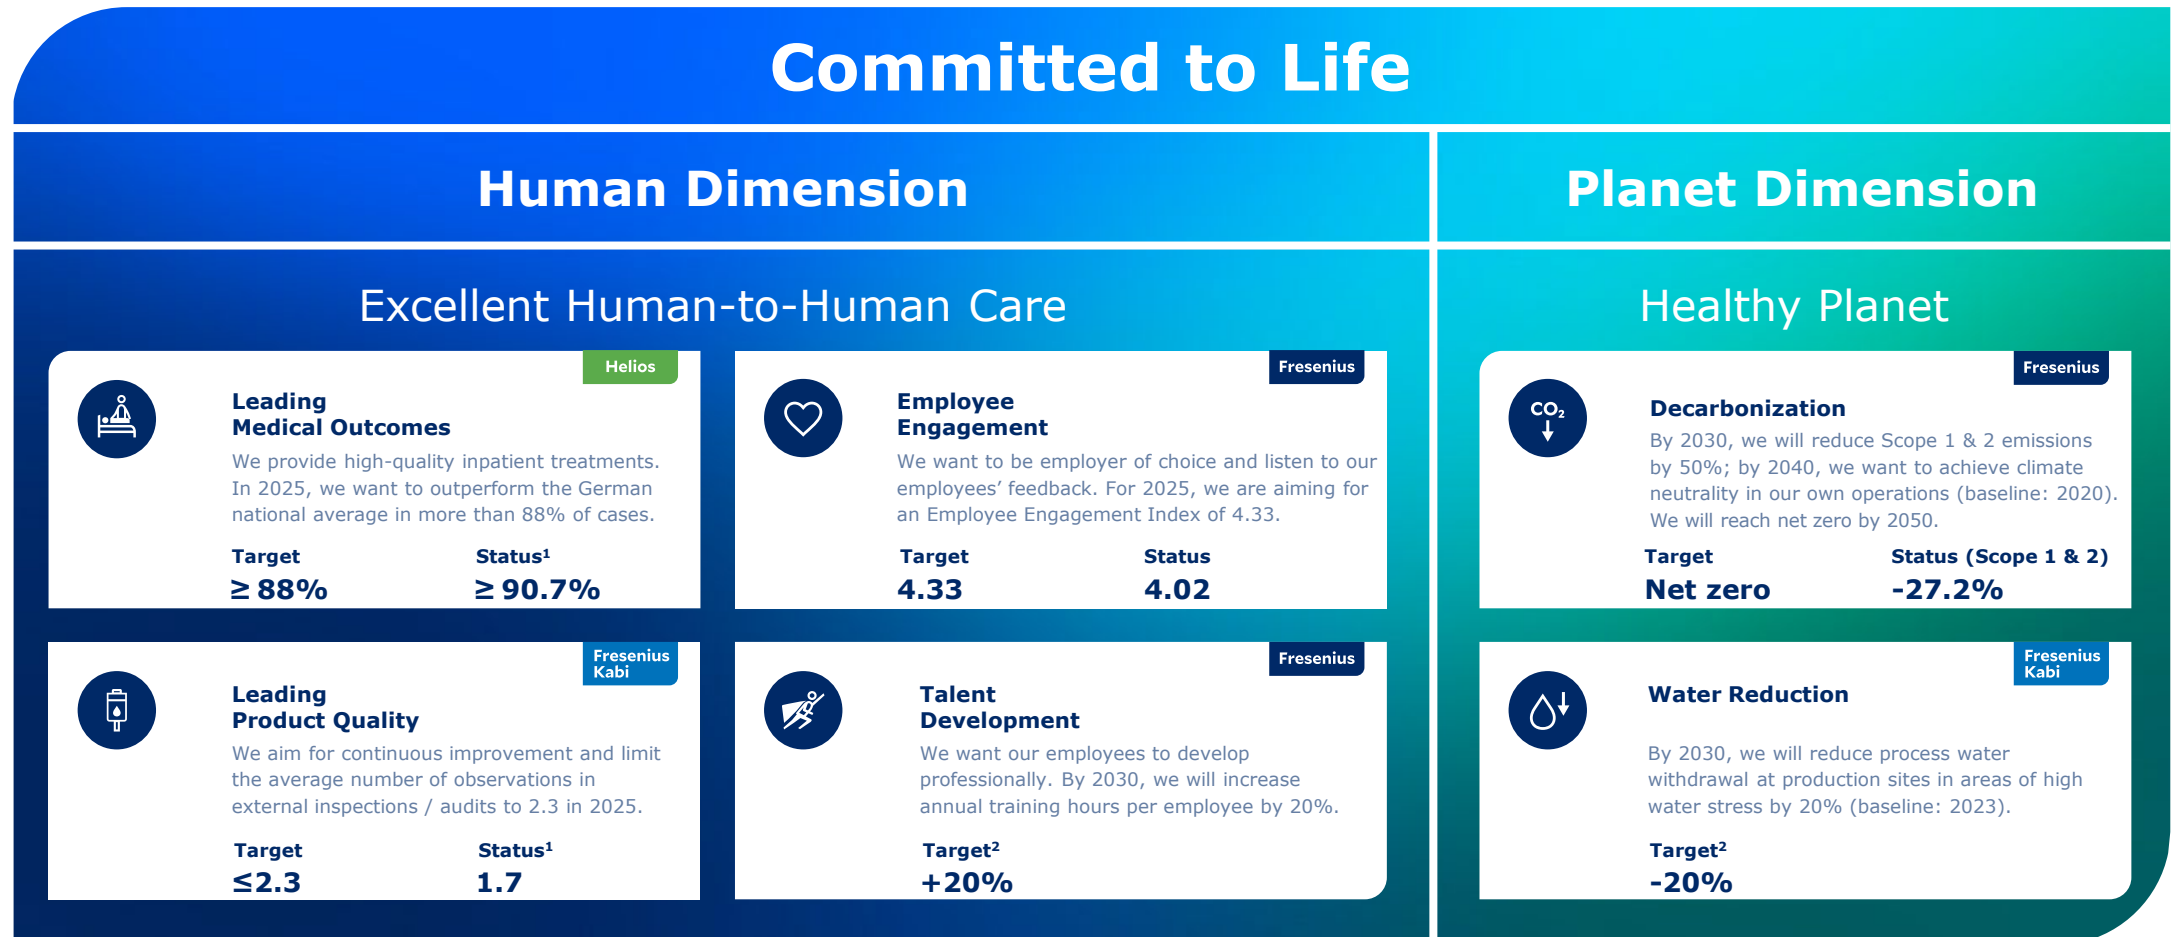 Committed to Life
Human Dimension
Planet Dimension
Excellent Human-to-Human Care
Healthy Planet
Helios
Leading
Medical Outcomes
We provide high-quality inpatient treatments.
In 2025, we want to outperform the German
national average in more than 88% of cases.
Target
Status¹
≥ 88%
≥ 90.7%
Fresenius
Employee
Engagement
We want to be employer of choice and listen to our
employees’ feedback. For 2025, we are aiming for
an Employee Engagement Index of 4.33.
Target
Status
4.33
4.02
Fresenius
CO₂
Decarbonization
By 2030, we will reduce Scope 1 & 2 emissions
by 50%; by 2040, we want to achieve climate
neutrality in our own operations (baseline: 2020).
We will reach net zero by 2050.
Target
Status (Scope 1 & 2)
Net zero
-27.2%
Fresenius
Kabi
Leading
Product Quality
We aim for continuous improvement and limit
the average number of observations in
external inspections / audits to 2.3 in 2025.
Target
Status¹
≤2.3
1.7
Fresenius
Talent
Development
We want our employees to develop
professionally. By 2030, we will increase
annual training hours per employee by 20%.
Target²
+20%
Fresenius
Kabi
Water Reduction
By 2030, we will reduce process water
withdrawal at production sites in areas of high
water stress by 20% (baseline: 2023).
Target²
-20%